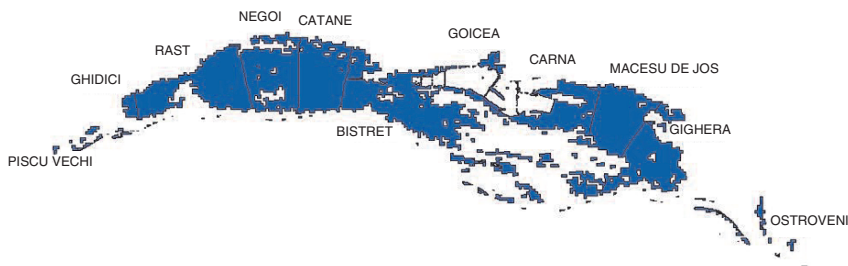 NEGOI CATANE
GOICEA
RAST
CARNA
GHIDICI
MACESU DE JOS
BISTRET
GIGHERA
PISCU VECHI
OSTROVENI